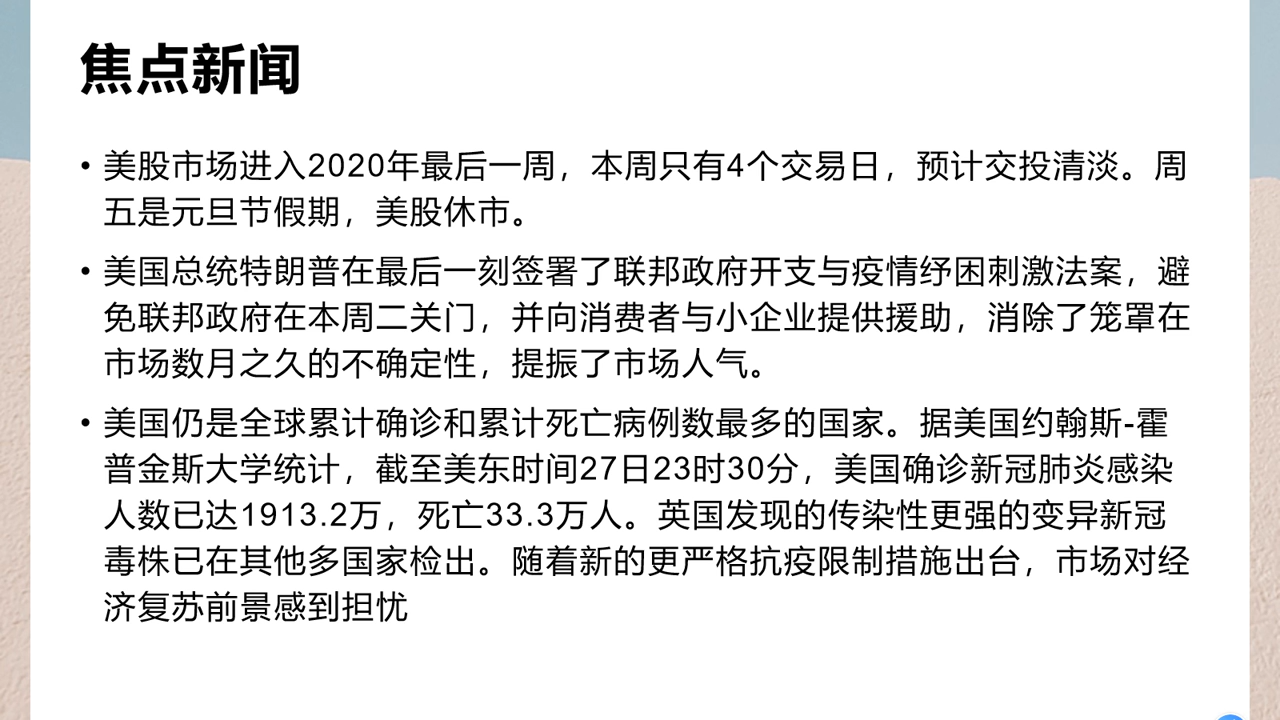 焦点新闻
• 美股市场进入2020年最后一周，本周只有4个交易日，预计交投清淡。周
五是元旦节假期，美股休市。
• 美国总统特朗普在最后一刻签署了联邦政府开支与疫情纾困刺激法案，避
免联邦政府在本周二关门，并向消费者与小企业提供援助，消除了笼罩在
市场数月之久的不确定性，提振了市场人气。
• 美国仍是全球累计确诊和累计死亡病例数最多的国家。据美国约翰斯-霍
普金斯大学统计，截至美东时间27日23时30分，美国确诊新冠肺炎感染
人数已达1913.2万，死亡33.3万人。英国发现的传染性更强的变异新冠
毒株已在其他多国家检出。随着新的更严格抗疫限制措施出台，市场对经
济复苏前景感到担忧